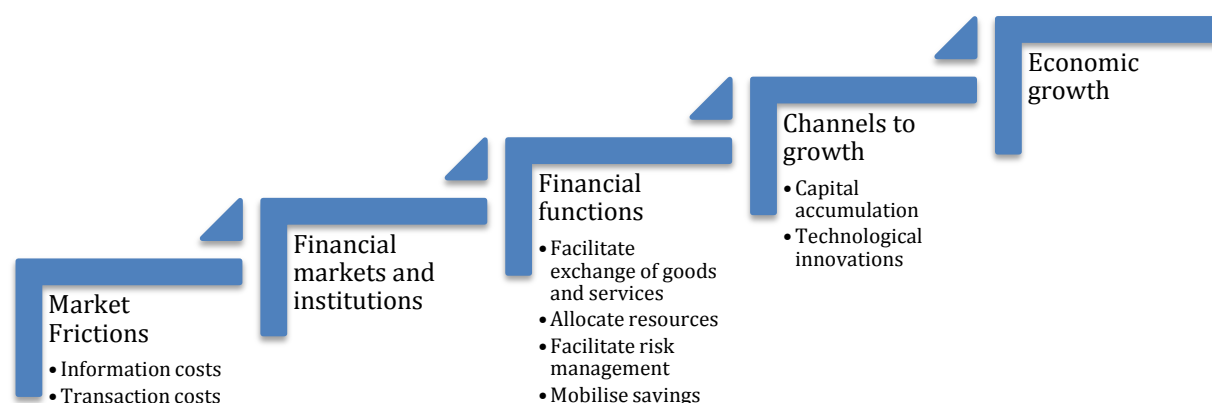 Market
Frictions
• Information costs
• Transaction costs
Financial
markets and
institutions
Financial
functions
• Facilitate
exchange of goods
and services
• Allocate resources
• Facilitate risk
management
• Mobilise savings
Channels to
growth
• Capital
accumulation
• Technological
innovations
Economic
growth